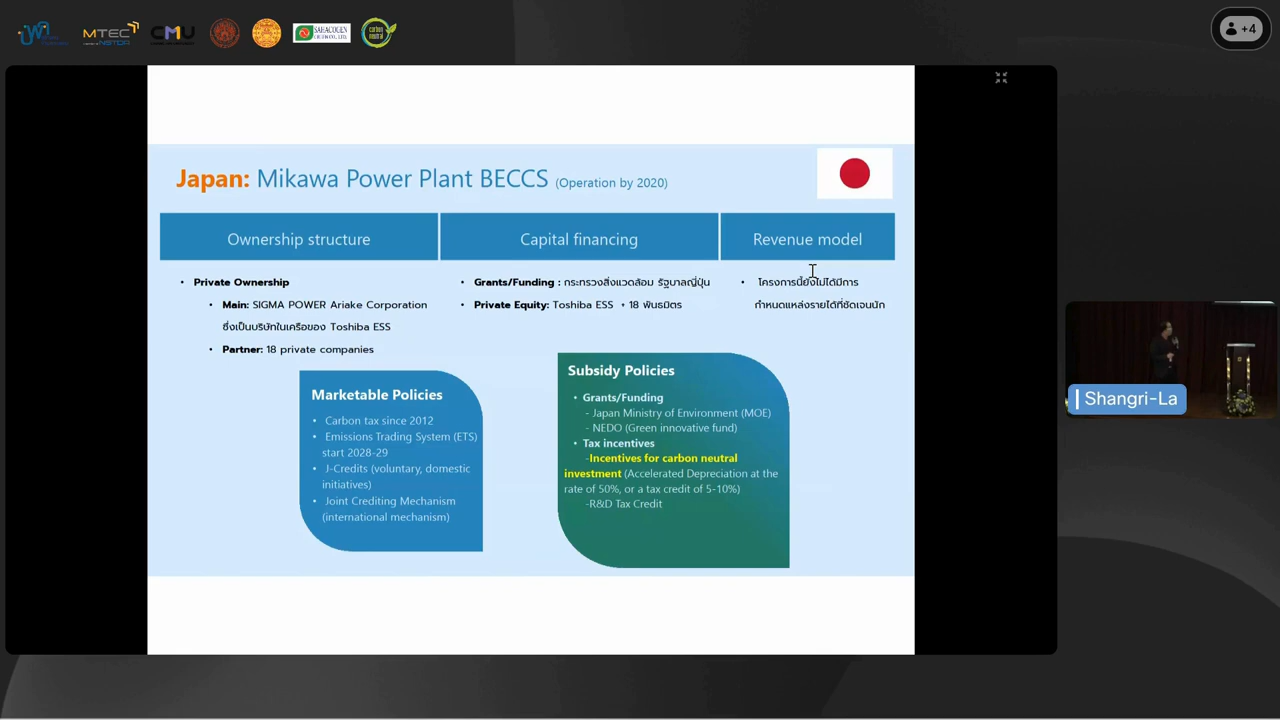 MTEC
NSTDA
CMU
SAHACOGEN
carbon
neutral
+4
Japan: Mikawa Power Plant BECCS (Operation by 2020)
Ownership structure
Capital financing
Revenue model
• Private Ownership
• Main: SIGMA POWER Ariake Corporation
ซึ่งเป็นบริษัทในเครือของ Toshiba ESS
• Partner: 18 private companies
• Grants/Funding : กระทรวงสิ่งแวดล้อม รัฐบาลญี่ปุ่น
• Private Equity: Toshiba ESS + 18 พันธมิตร
• โครงการนี้ยังไม่ได้มีการ
กำหนดแหล่งรายได้ที่ชัดเจนนัก
Marketable Policies
• Carbon tax since 2012
• Emissions Trading System (ETS)
start 2028-29
• J-Credits (voluntary, domestic
initiatives)
• Joint Crediting Mechanism
(international mechanism)
Subsidy Policies
• Grants/Funding
- Japan Ministry of Environment (MOE)
- NEDO (Green innovative fund)
• Tax incentives
-Incentives for carbon neutral
investment (Accelerated Depreciation at the
rate of 50%, or a tax credit of 5-10%)
-R&D Tax Credit
Shangri-La